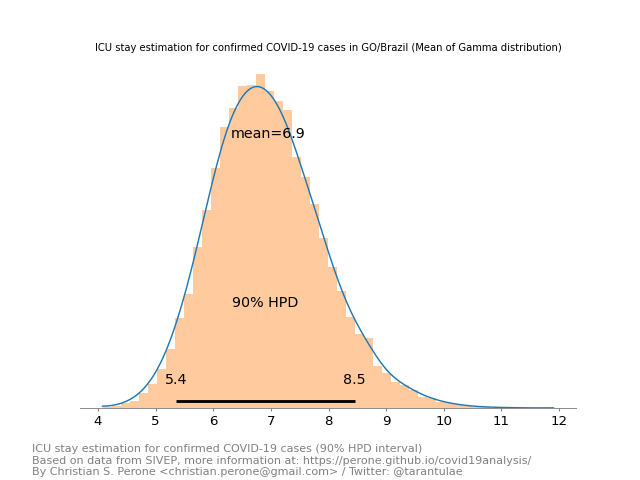 ICU stay estimation for confirmed COVID-19 cases in GO/Brazil (Mean of Gamma distribution)
mean=6.9
90% HPD
5.4 8.5
4 5 6 7 8 9 10 11 12
ICU stay estimation for confirmed COVID-19 cases (90% HPD interval)
Based on data from SIVEP, more information at: https://perone.github.io/covid19analysis/
By Christian S. Perone <christian.perone@gmail.com> / Twitter: @tarantulae